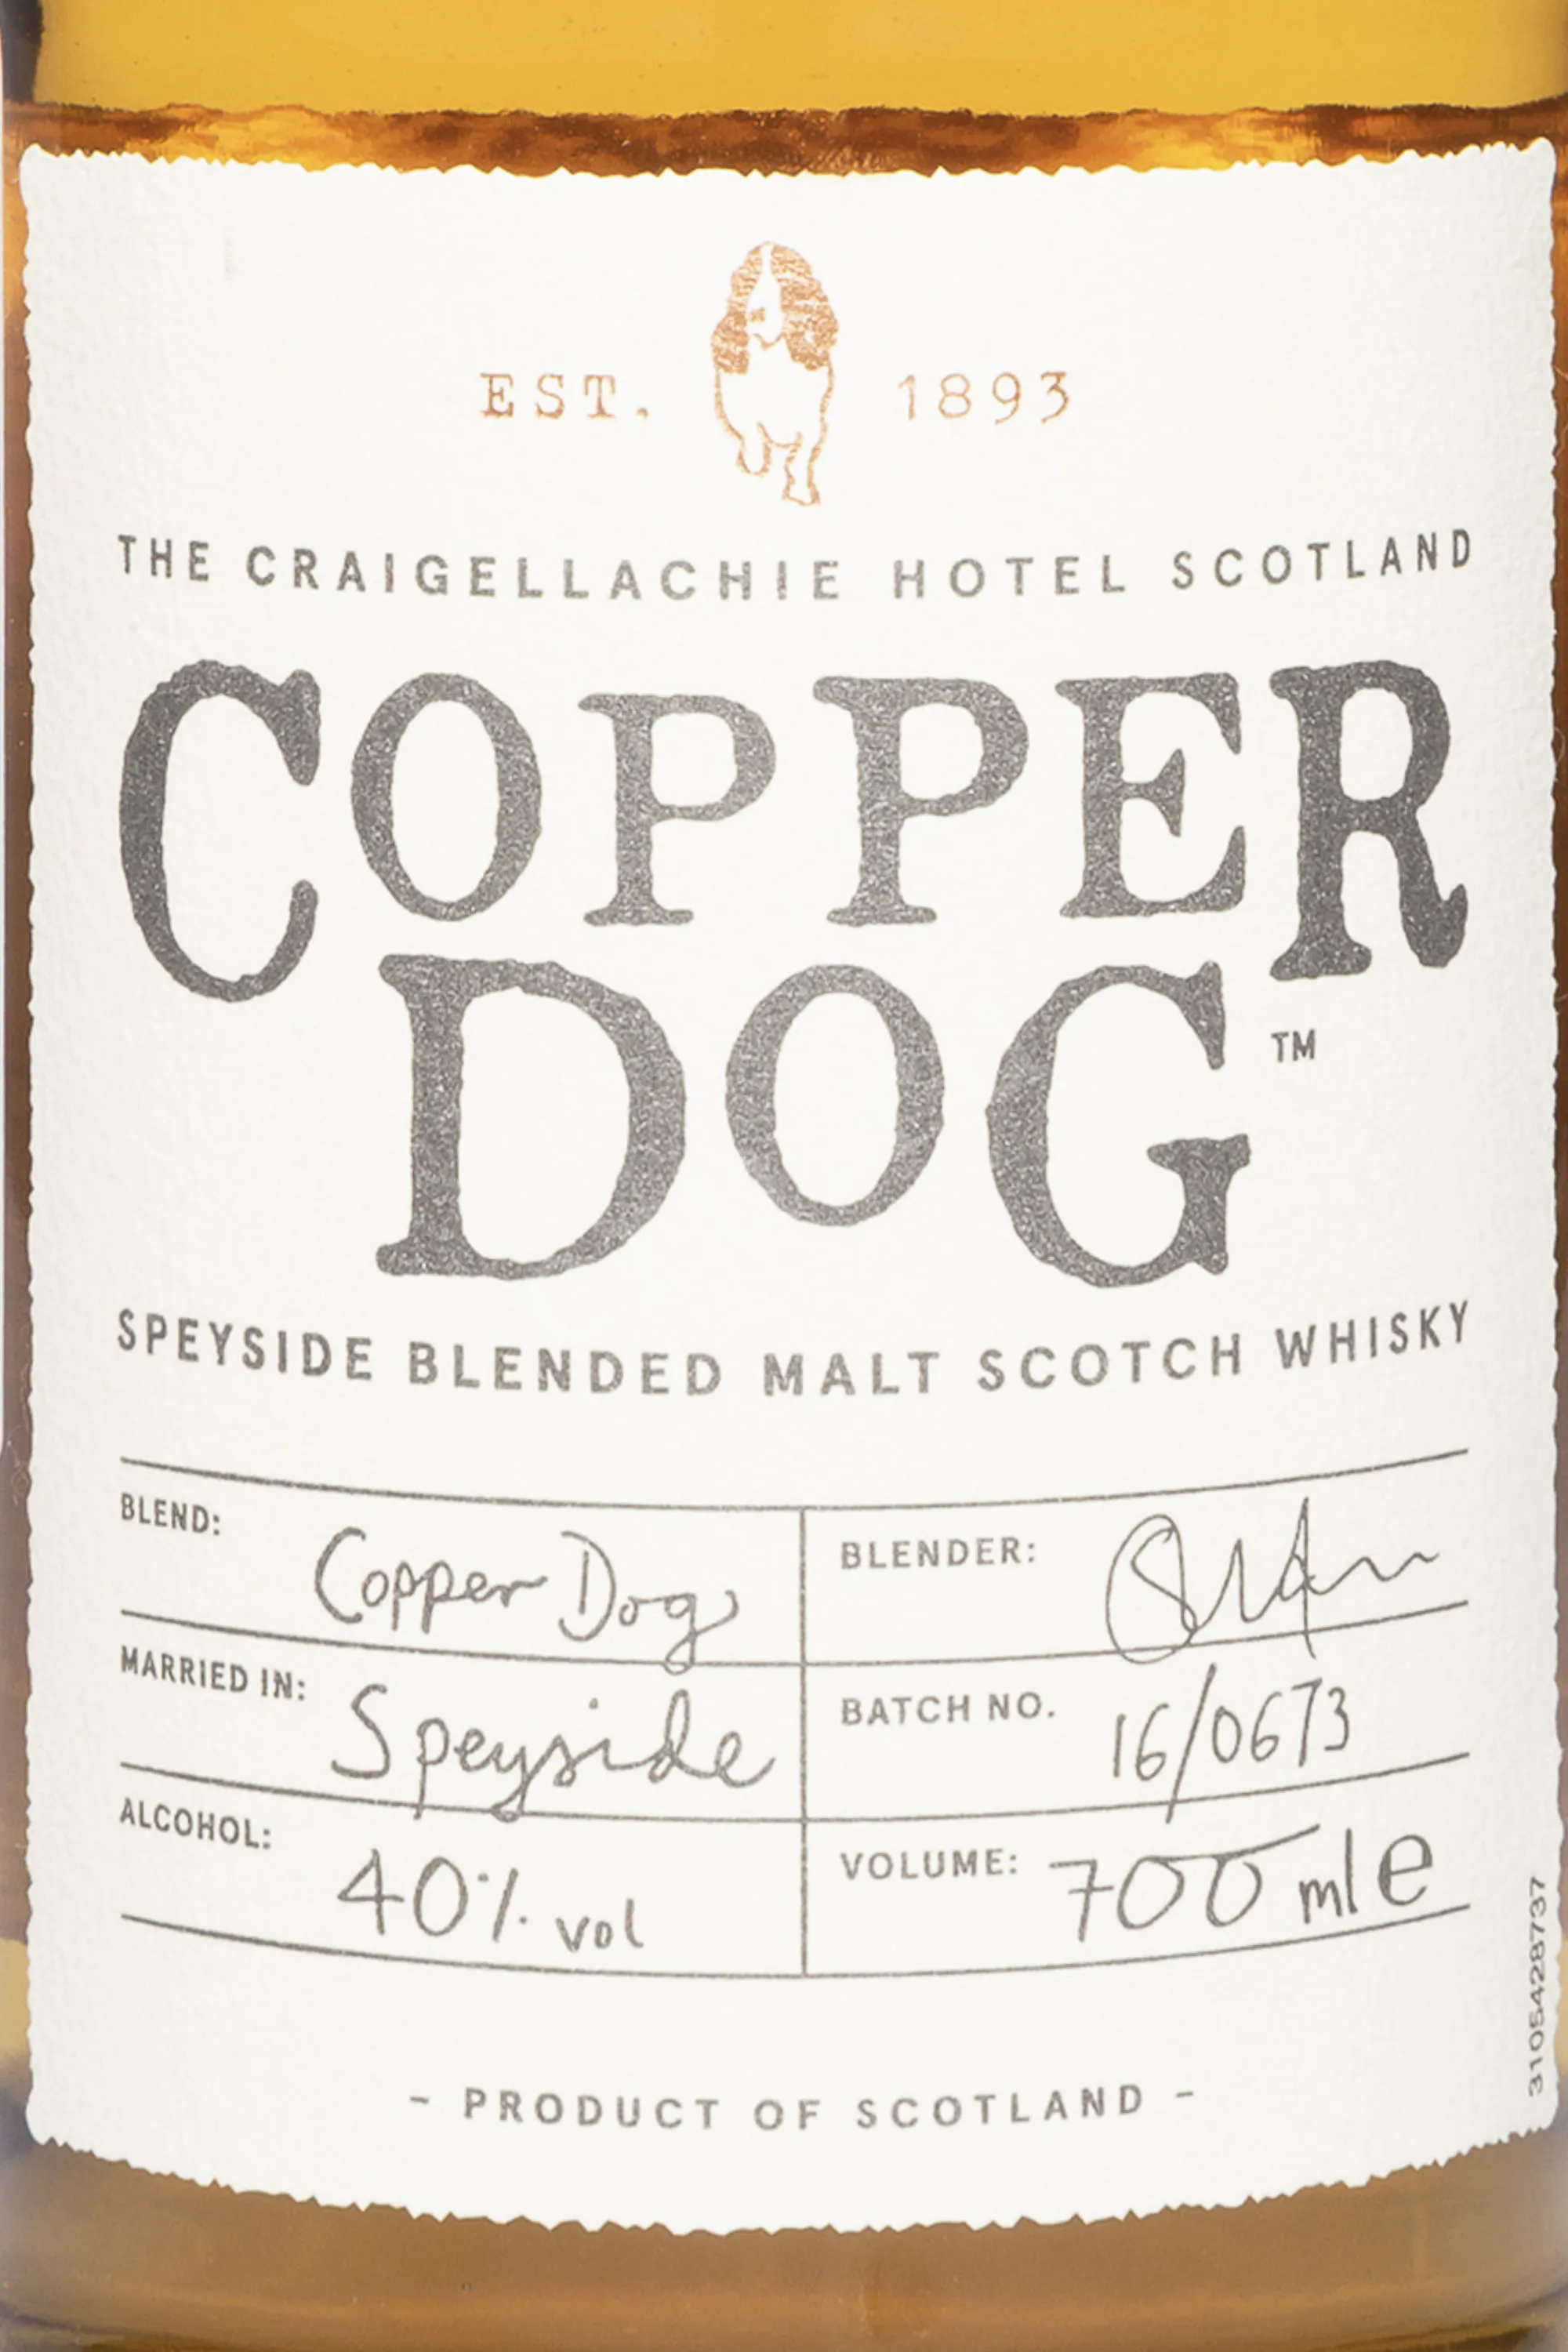 EST. 1893
THE CRAIGELLACHIE HOTEL SCOTLAND
COPPER
DOG™
SPEYSIDE BLENDED MALT SCOTCH WHISKY
BLEND: Copper Dog
BLENDER:
MARRIED IN: Speyside
BATCH NO. 16/0673
ALCOHOL: 40% vol
VOLUME: 700 ml e
3105428737
- PRODUCT OF SCOTLAND -